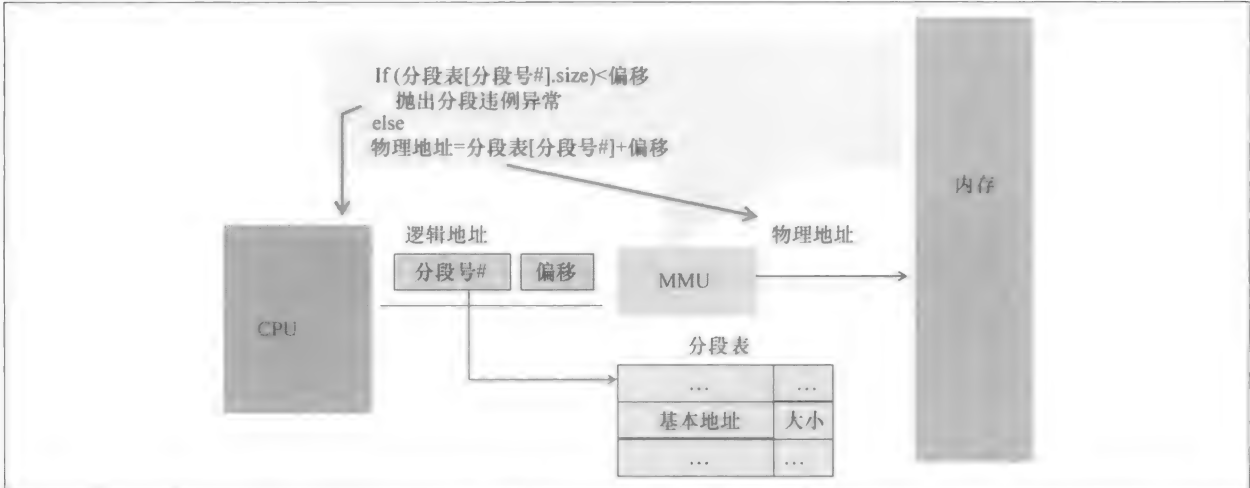 If (分段表[分段号#].size)<偏移
抛出分段违例异常
else
物理地址=分段表[分段号#]+偏移
内存
逻辑地址
物理地址
分段号#
偏移
MMU
CPU
分段表
… …
基本地址 大小
… …